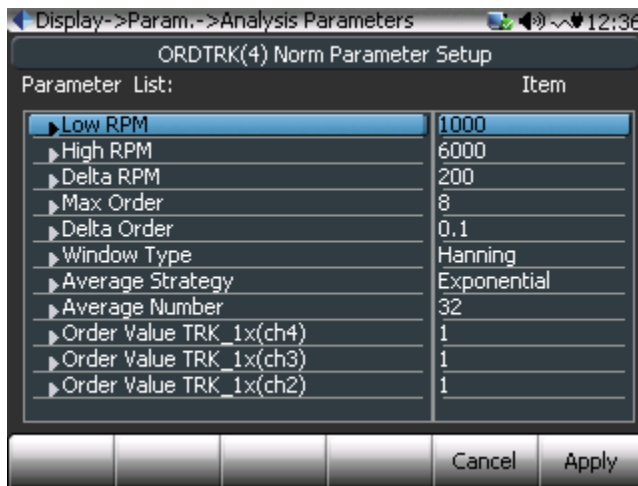 Display->Param.->Analysis Parameters 12:36
ORDTRK(4) Norm Parameter Setup
Parameter List: Item
Low RPM 1000
High RPM 6000
Delta RPM 200
Max Order 8
Delta Order 0.1
Window Type Hanning
Average Strategy Exponential
Average Number 32
Order Value TRK_1x(ch4) 1
Order Value TRK_1x(ch3) 1
Order Value TRK_1x(ch2) 1
Cancel Apply